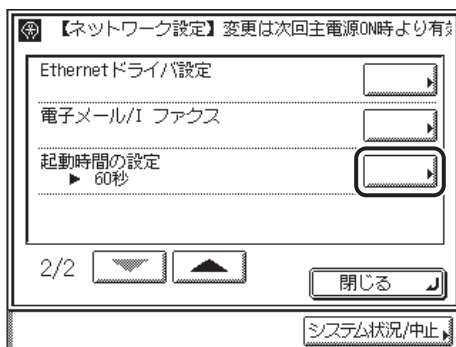 【ネットワーク設定】変更は次回主電源ON時より有
Ethernetドライバ設定
電子メール/I ファクス
起動時間の設定
▶ 60秒
2/2
閉じる
システム状況/中止